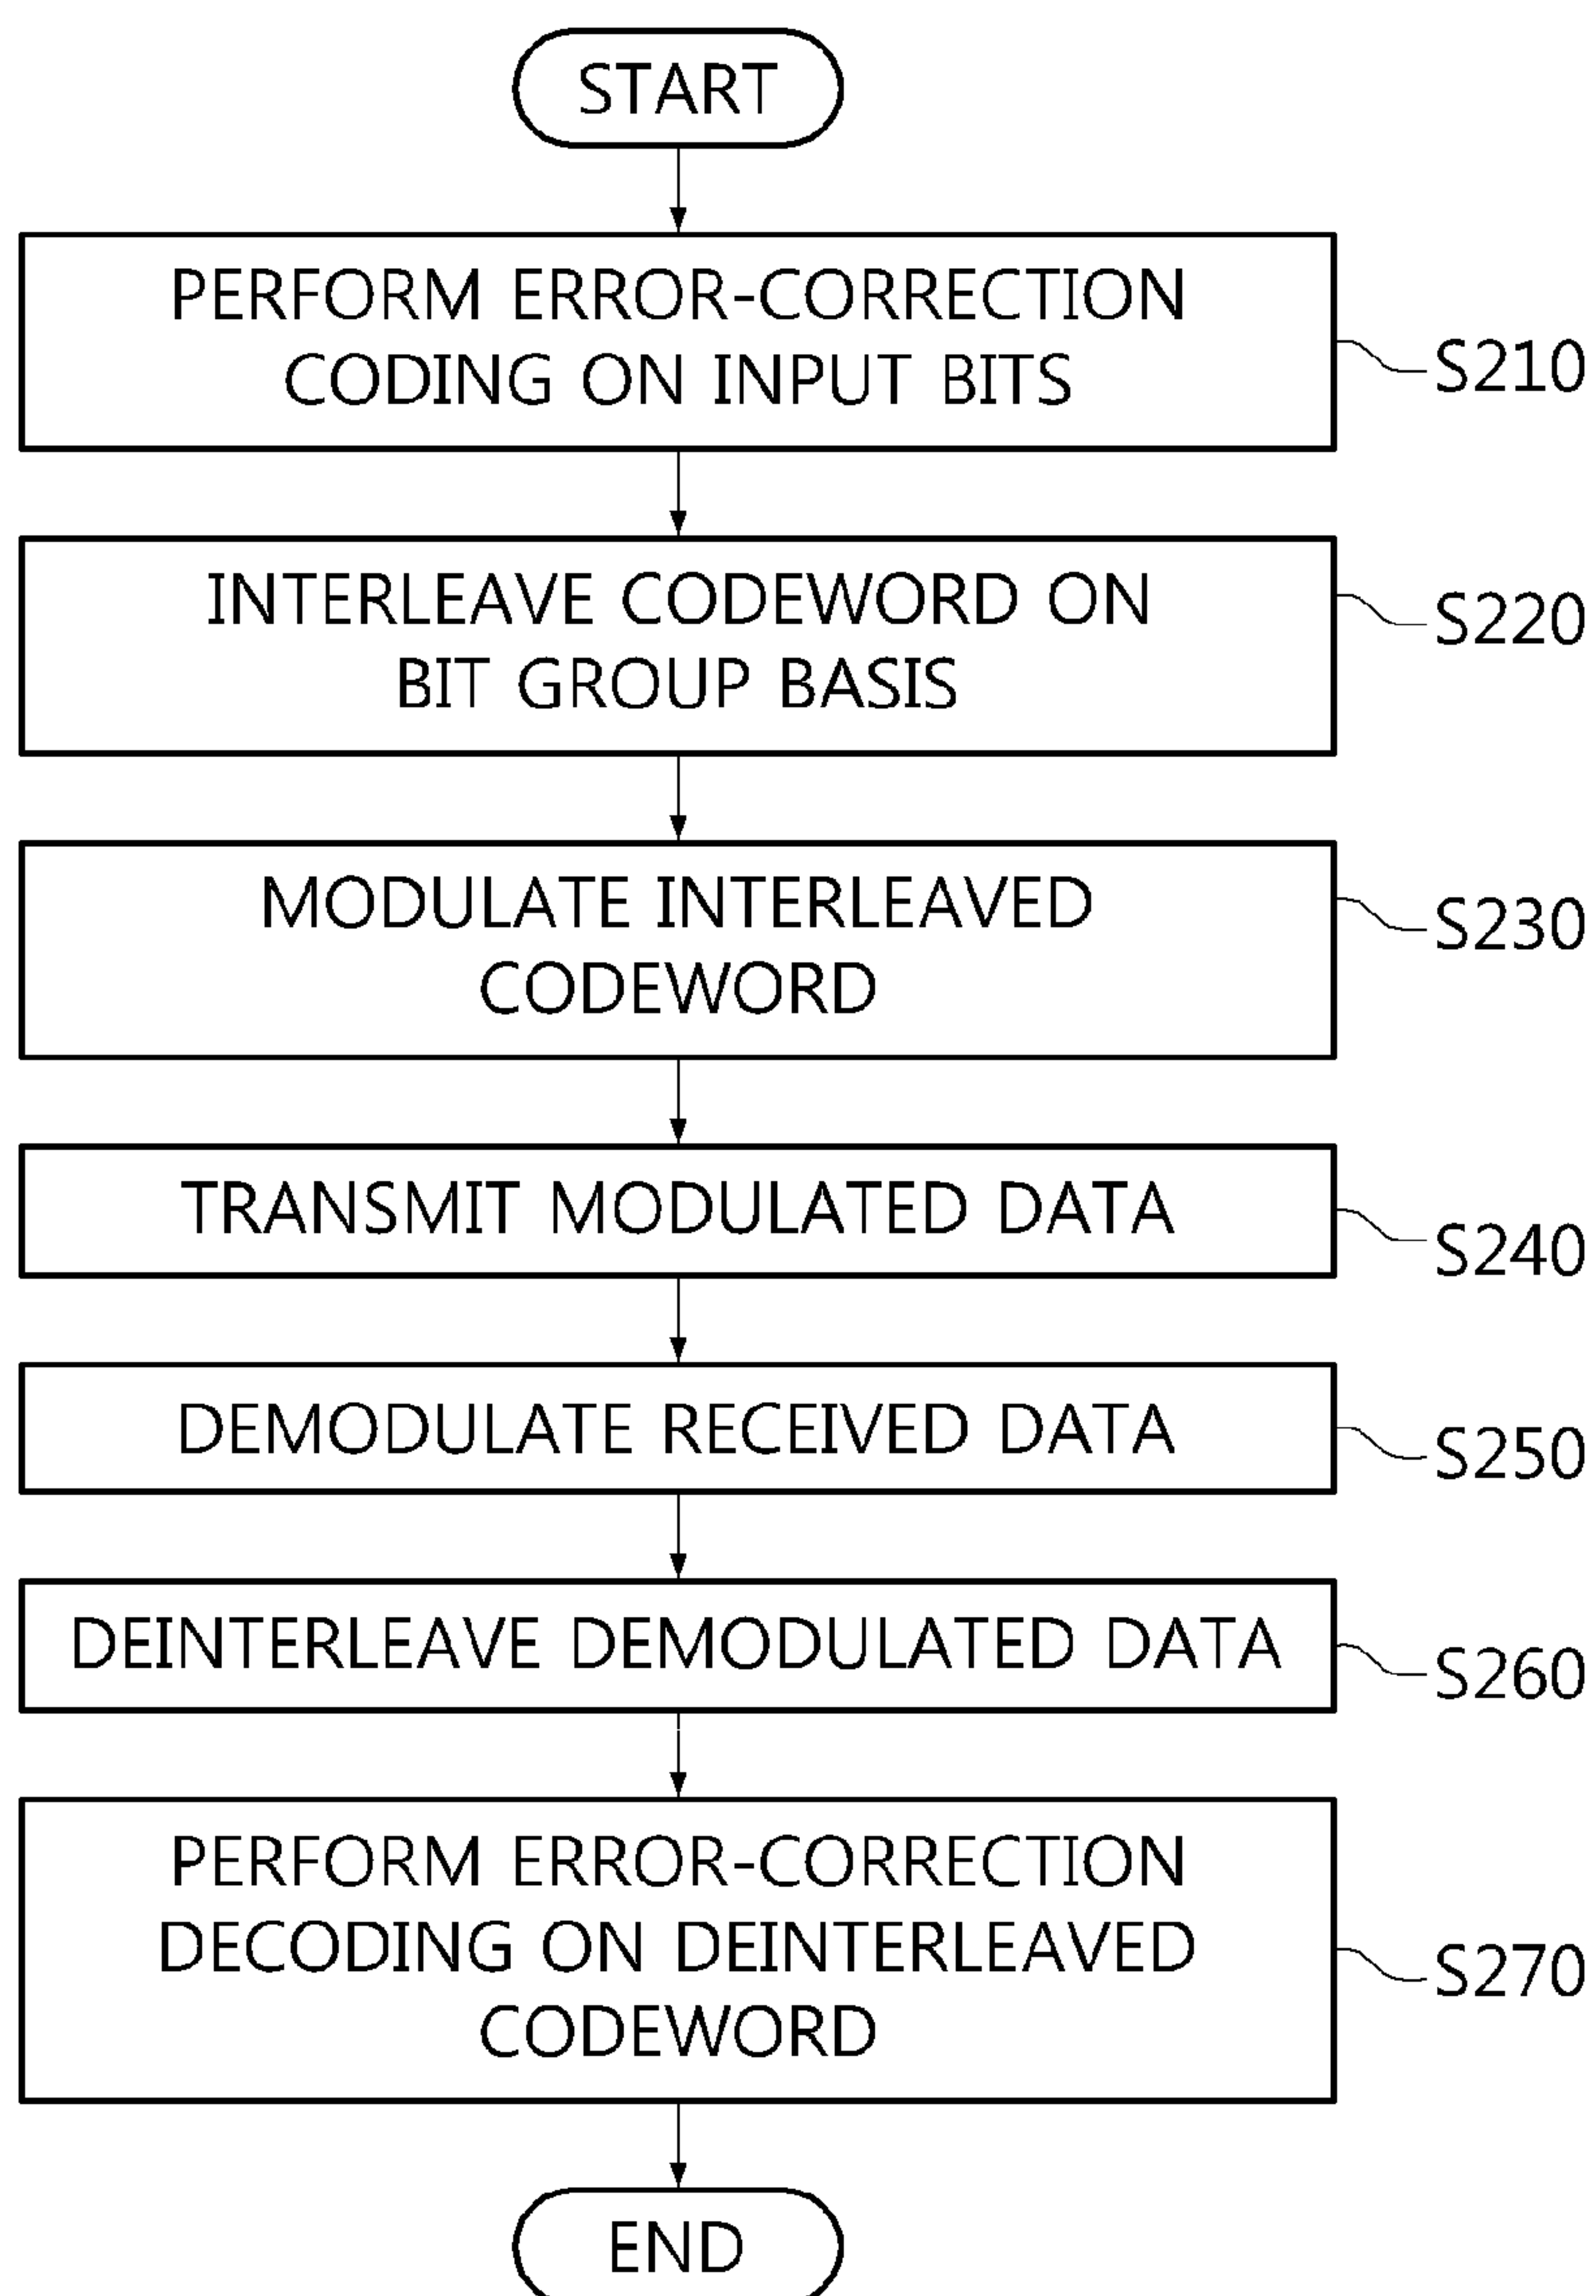 START
PERFORM ERROR-CORRECTION
CODING ON INPUT BITS
S210
INTERLEAVE CODEWORD ON
BIT GROUP BASIS
S220
MODULATE INTERLEAVED
CODEWORD
S230
TRANSMIT MODULATED DATA
S240
DEMODULATE RECEIVED DATA
S250
DEINTERLEAVE DEMODULATED DATA
S260
PERFORM ERROR-CORRECTION
DECODING ON DEINTERLEAVED
CODEWORD
S270
END